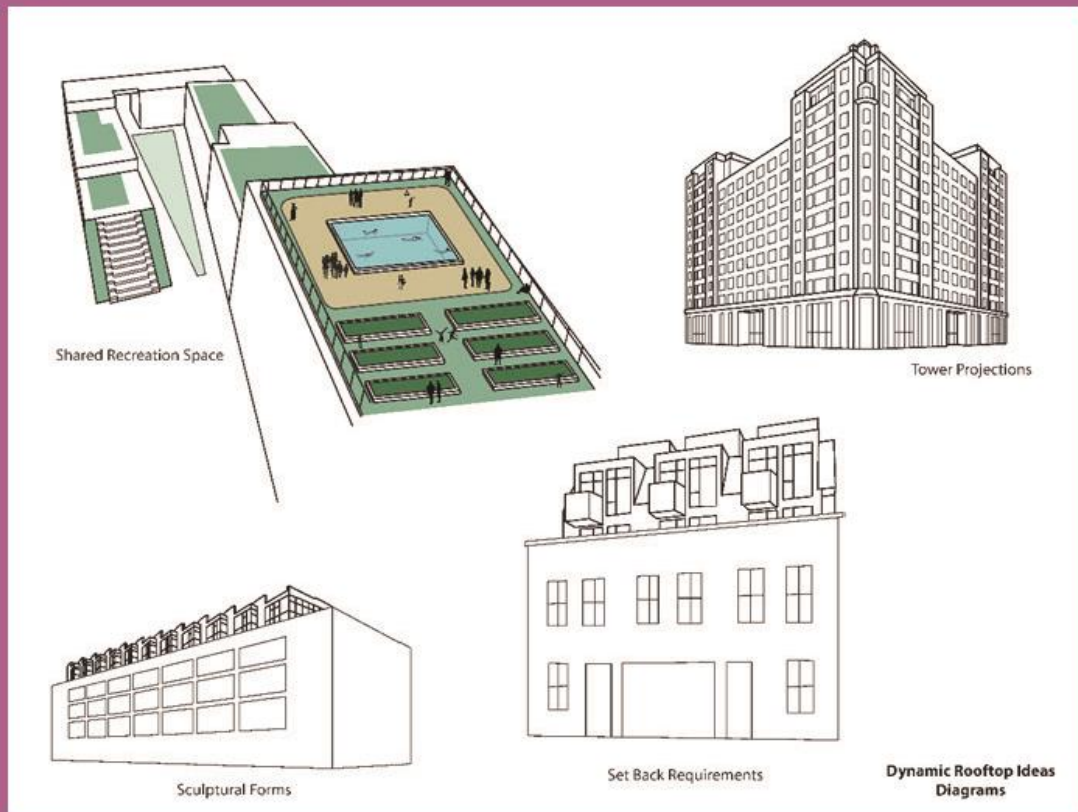 Shared Recreation Space
Tower Projections
Sculptural Forms
Set Back Requirements
Dynamic Rooftop Ideas
Diagrams